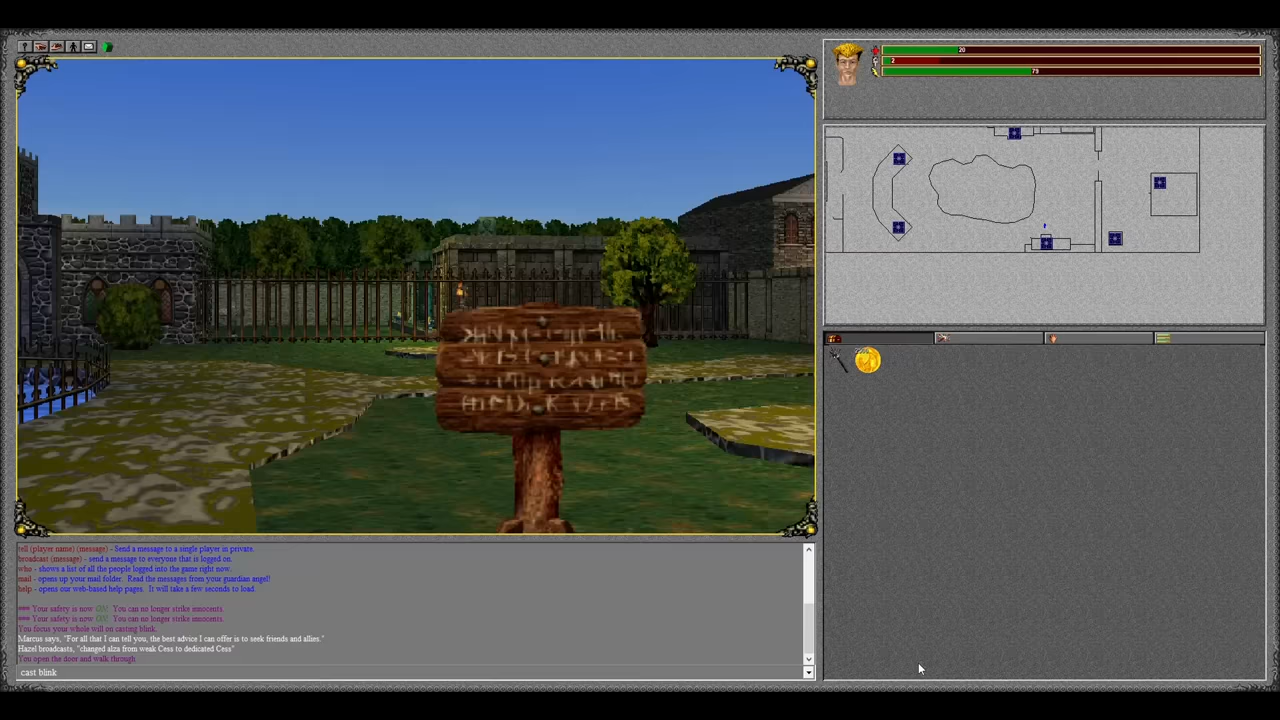 20
2
79
tell (player name) (message) - Send a message to a single player in private.
broadcast (message) - send a message to everyone that is logged on.
who - shows a list of all the people logged into the game right now.
mail - opens up your mail folder. Read the messages from your guardian angel!
help - opens our web-based help pages. It will take a few seconds to load.
### Your safety is now ON. You can no longer strike innocents.
### Your safety is now ON. You can no longer strike innocents.
You focus your whole will on casting blink.
Marcus says, "For all that I can tell you, the best advice I can offer is to seek friends and allies."
Hazel broadcasts, "changed alza from weak Cess to dedicated Cess"
You open the door and walk through.
cast blink